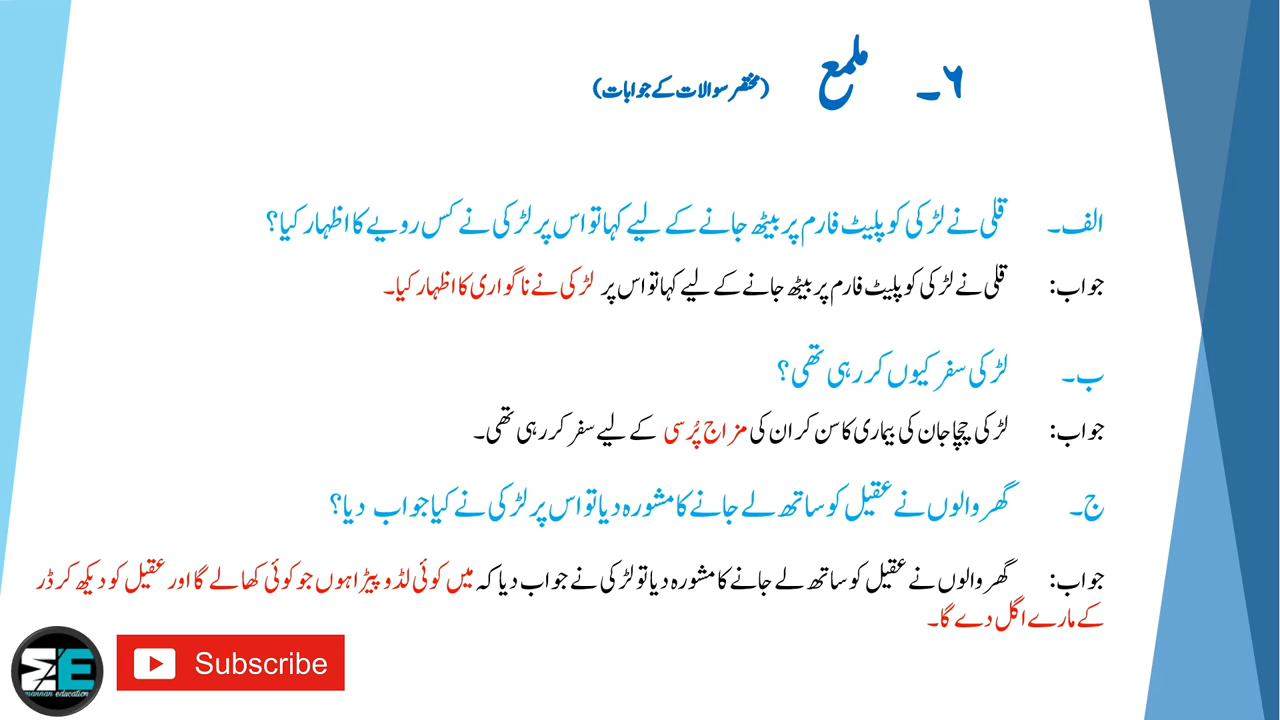 ۶۔ ملمع (مختصر سوالات کے جوابات)
الف۔ قلی نے لڑکی کو پلیٹ فارم پر بیٹھ جانے کے لیے کہا تو اس پر لڑکی نے کس رویے کا اظہار کیا؟
جواب: قلی نے لڑکی کو پلیٹ فارم پر بیٹھ جانے کے لیے کہا تو اس پر لڑکی نے ناگواری کا اظہار کیا۔
ب۔ لڑکی سفر کیوں کر رہی تھی؟
جواب: لڑکی چچا جان کی بیماری کا سن کر ان کی مزاج پُرسی کے لیے سفر کر رہی تھی۔
ج۔ گھر والوں نے عقیل کو ساتھ لے جانے کا مشورہ دیا تو اس پر لڑکی نے کیا جواب دیا؟
جواب: گھر والوں نے عقیل کو ساتھ لے جانے کا مشورہ دیا تو لڑکی نے جواب دیا کہ میں کوئی لڈو پیڑا ہوں جو کوئی کھا لے گا اور عقیل کو دیکھ کر ڈر
کے مارے اگل دے گا۔
mannan education
Subscribe